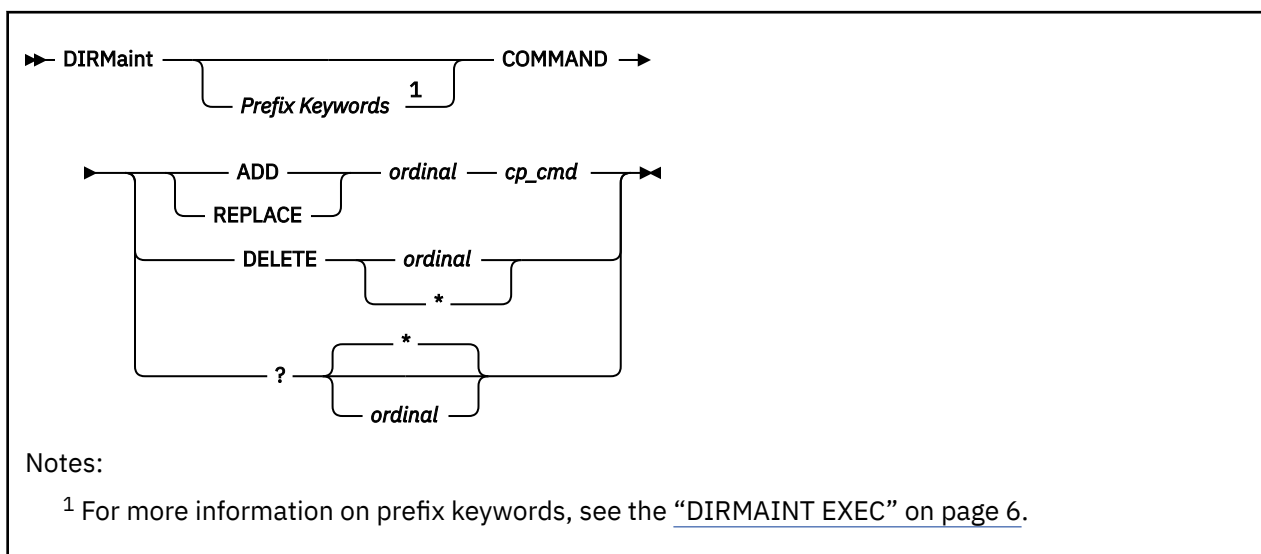 DIRMaint COMMAND
Prefix Keywords 1
ADD ordinal cp_cmd
REPLACE
DELETE ordinal
*
*
?
ordinal
Notes:
1 For more information on prefix keywords, see the “DIRMAINT EXEC” on page 6.